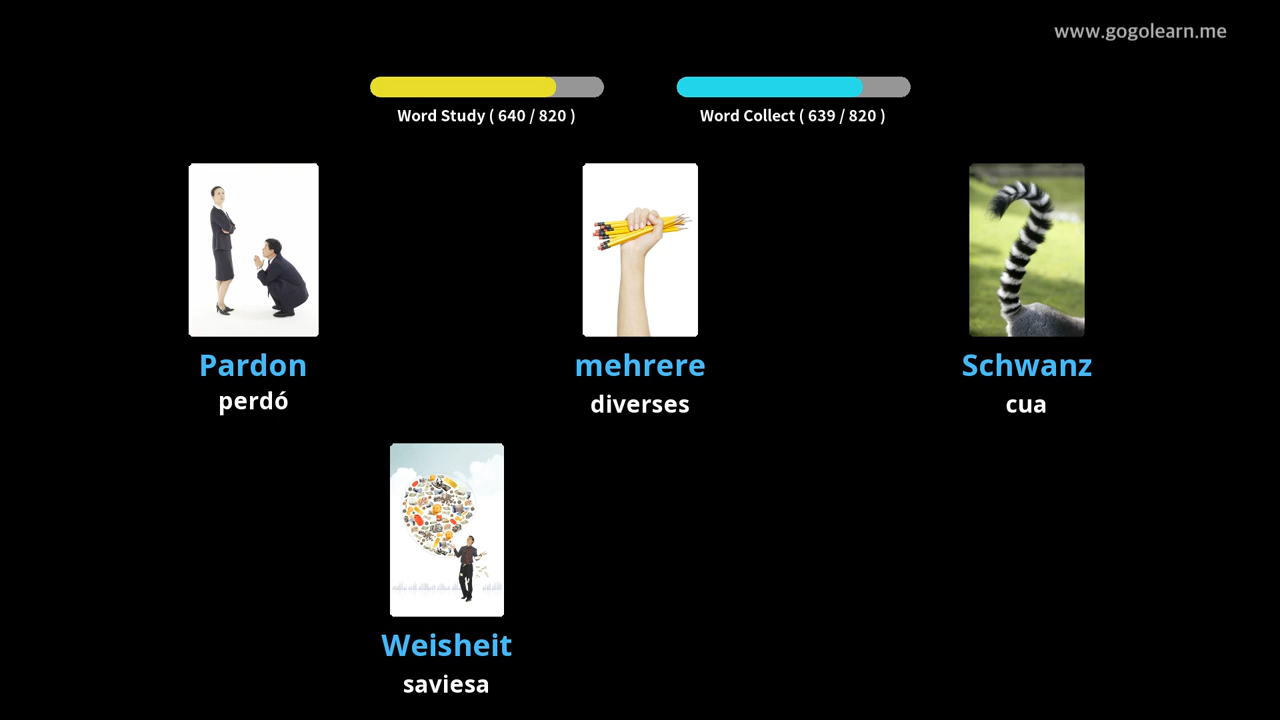 www.gogolearn.me
Word Study ( 640 / 820 )
Word Collect ( 639 / 820 )
Pardon
perdó
mehrere
diverses
Schwanz
cua
Weisheit
saviesa